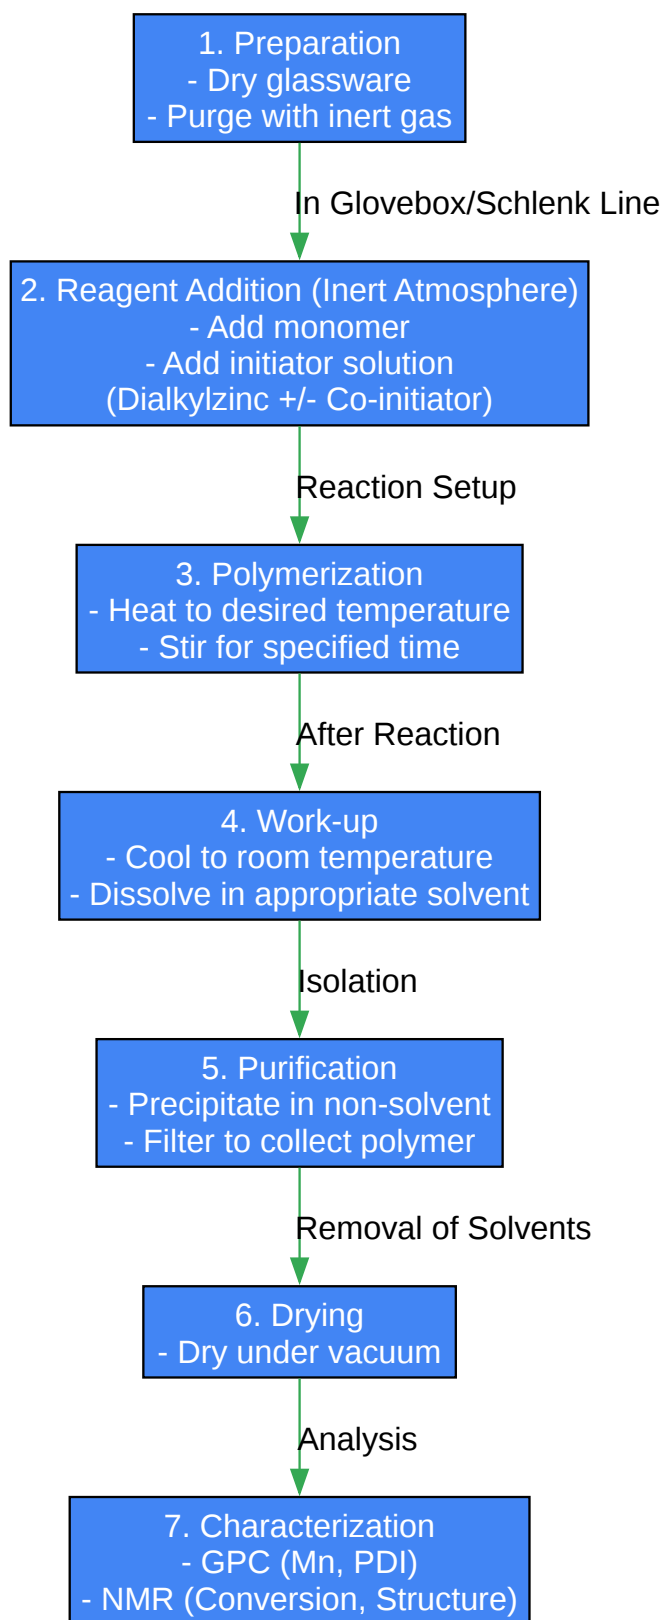 1. Preparation
- Dry glassware
- Purge with inert gas
In Glovebox/Schlenk Line
2. Reagent Addition (Inert Atmosphere)
- Add monomer
- Add initiator solution
(Dialkylzinc +/- Co-initiator)
Reaction Setup
3. Polymerization
- Heat to desired temperature
- Stir for specified time
After Reaction
4. Work-up
- Cool to room temperature
- Dissolve in appropriate solvent
Isolation
5. Purification
- Precipitate in non-solvent
- Filter to collect polymer
Removal of Solvents
6. Drying
- Dry under vacuum
Analysis
7. Characterization
- GPC (Mn, PDI)
- NMR (Conversion, Structure)